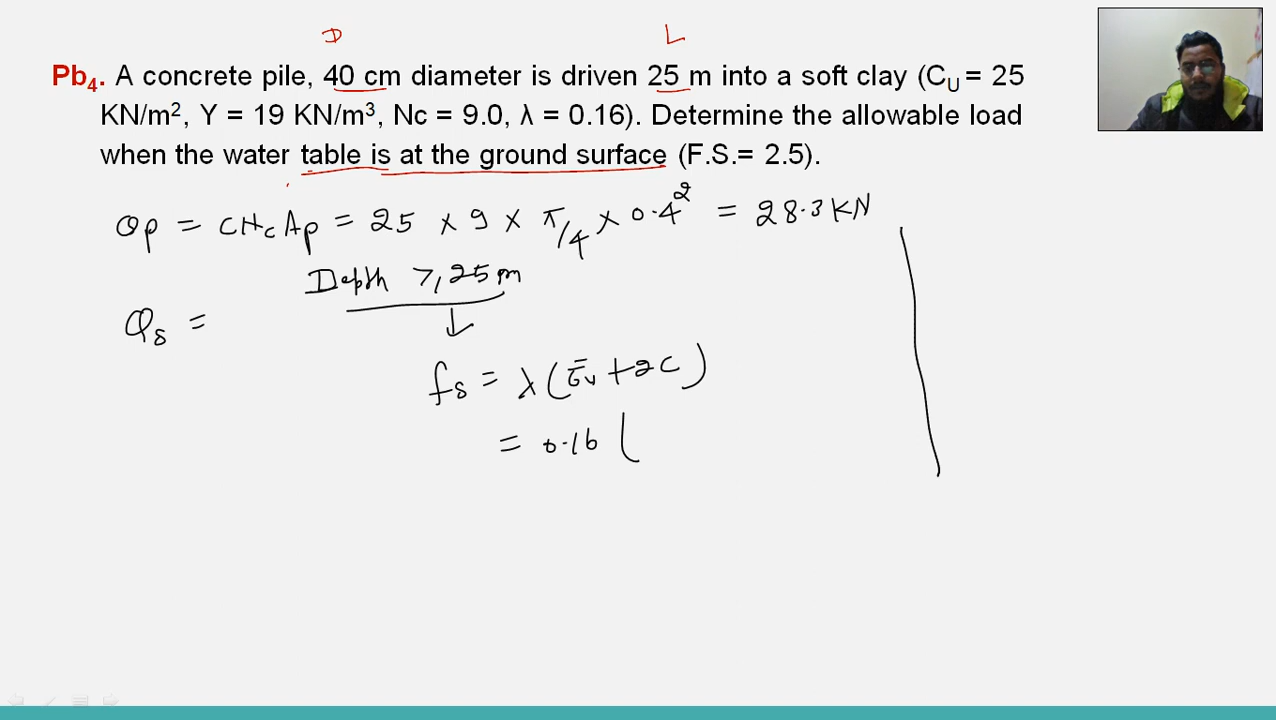 D L
Pb4. A concrete pile, 40 cm diameter is driven 25 m into a soft clay (CU = 25
KN/m2, Y = 19 KN/m3, Nc = 9.0, λ = 0.16). Determine the allowable load
when the water table is at the ground surface (F.S.= 2.5).
Qp = CNcAp = 25 × 9 × π/4 × 0.4² = 28.3 KN
Depth ≥, 25m
Qs =
fs = λ(σ̄v + 2C)
= 0.16 (